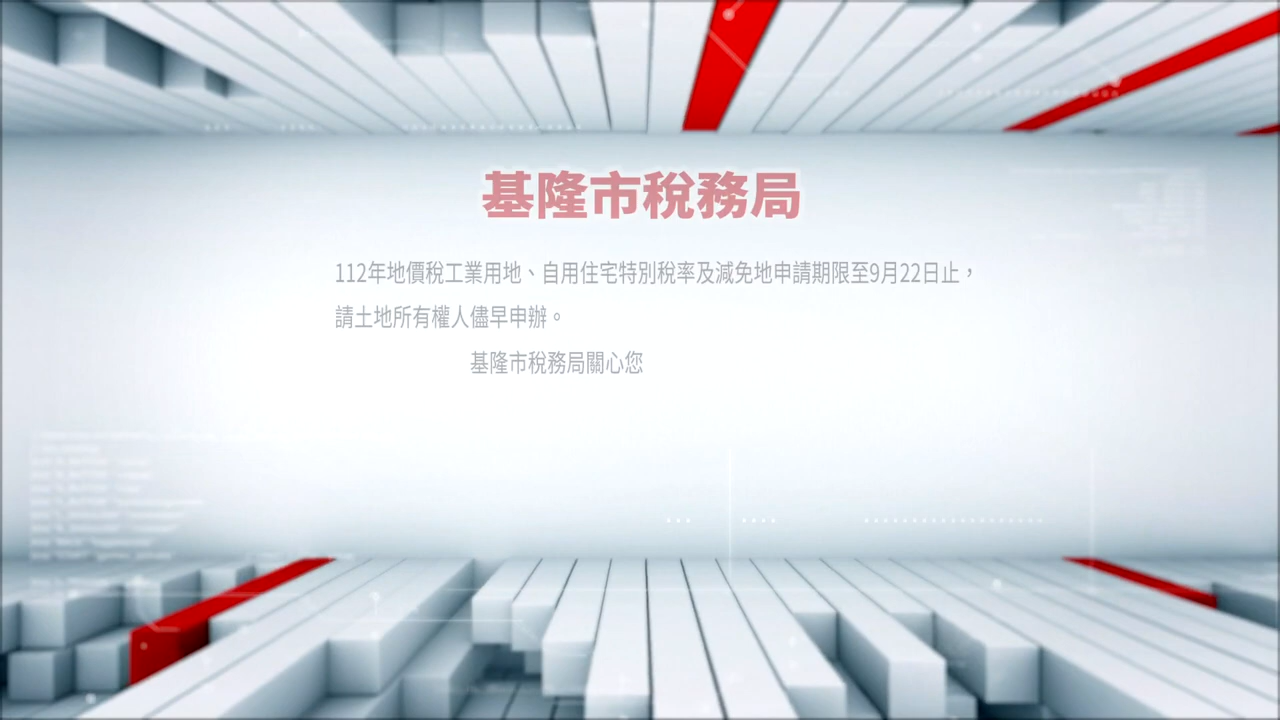 基隆市稅務局
112年地價稅工業用地、自用住宅特別稅率及減免地申請期限至9月22日止，
請土地所有權人儘早申辦。
基隆市稅務局關心您